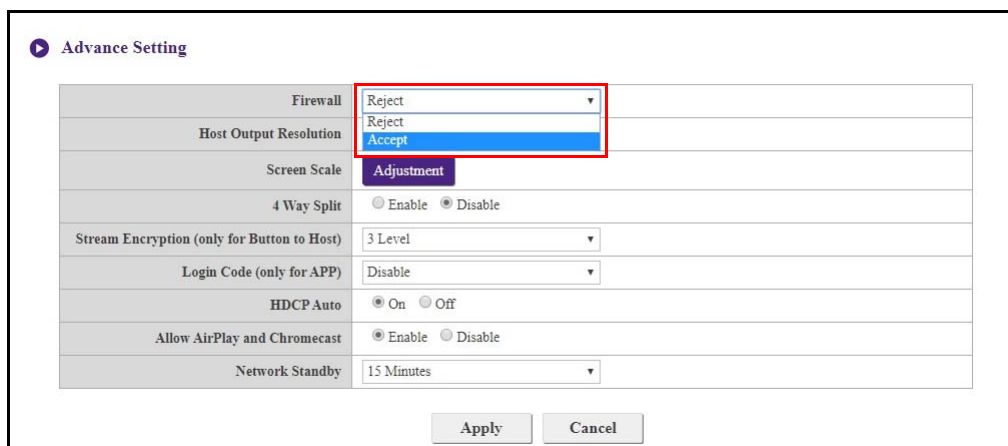 Advance Setting
Firewall Reject
Reject
Host Output Resolution Accept
Screen Scale Adjustment
4 Way Split Enable Disable
Stream Encryption (only for Button to Host) 3 Level
Login Code (only for APP) Disable
HDCP Auto On Off
Allow AirPlay and Chromecast Enable Disable
Network Standby 15 Minutes
Apply Cancel